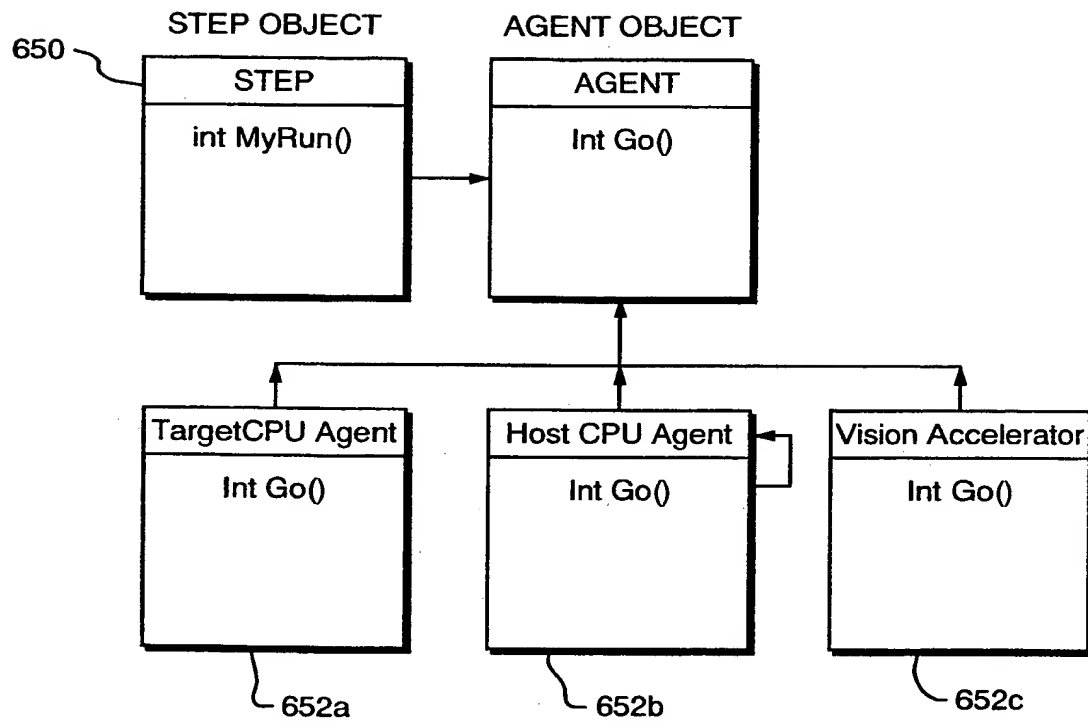 STEP OBJECT
AGENT OBJECT
650
STEP
int MyRun()
AGENT
Int Go()
TargetCPU Agent
Int Go()
Host CPU Agent
Int Go()
Vision Accelerator
Int Go()
652a
652b
652c